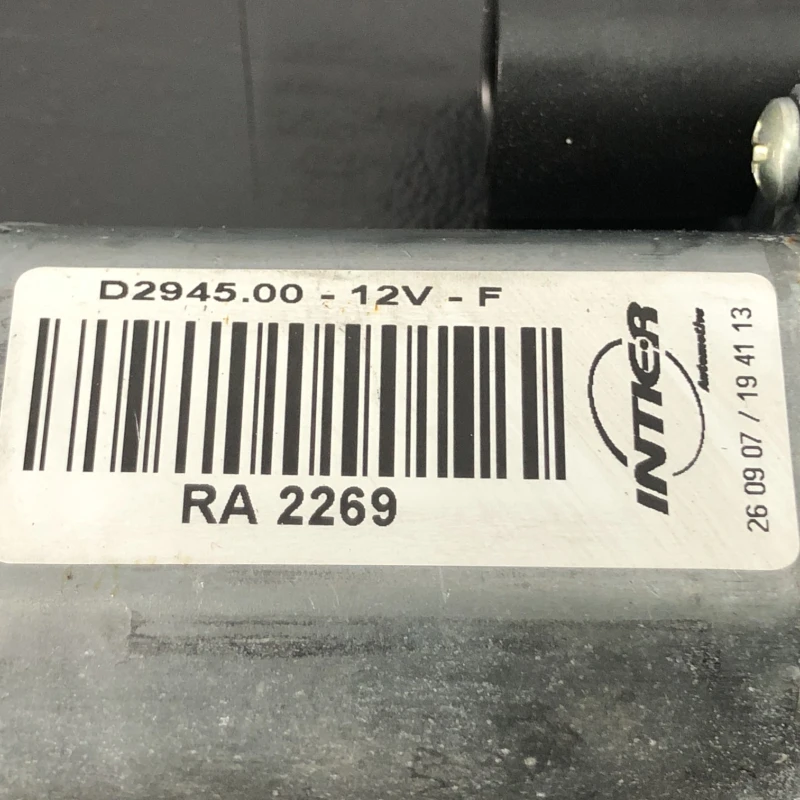 D2945.00 - 12V - F
RA 2269
INTIER
Automotive
26 09 07 / 19 41 13